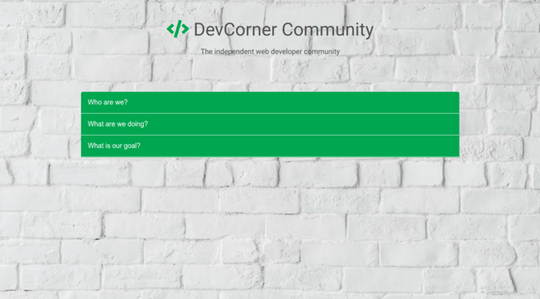 </> DevCorner Community
The independent web developer community
Who are we?
What are we doing?
What is our goal?